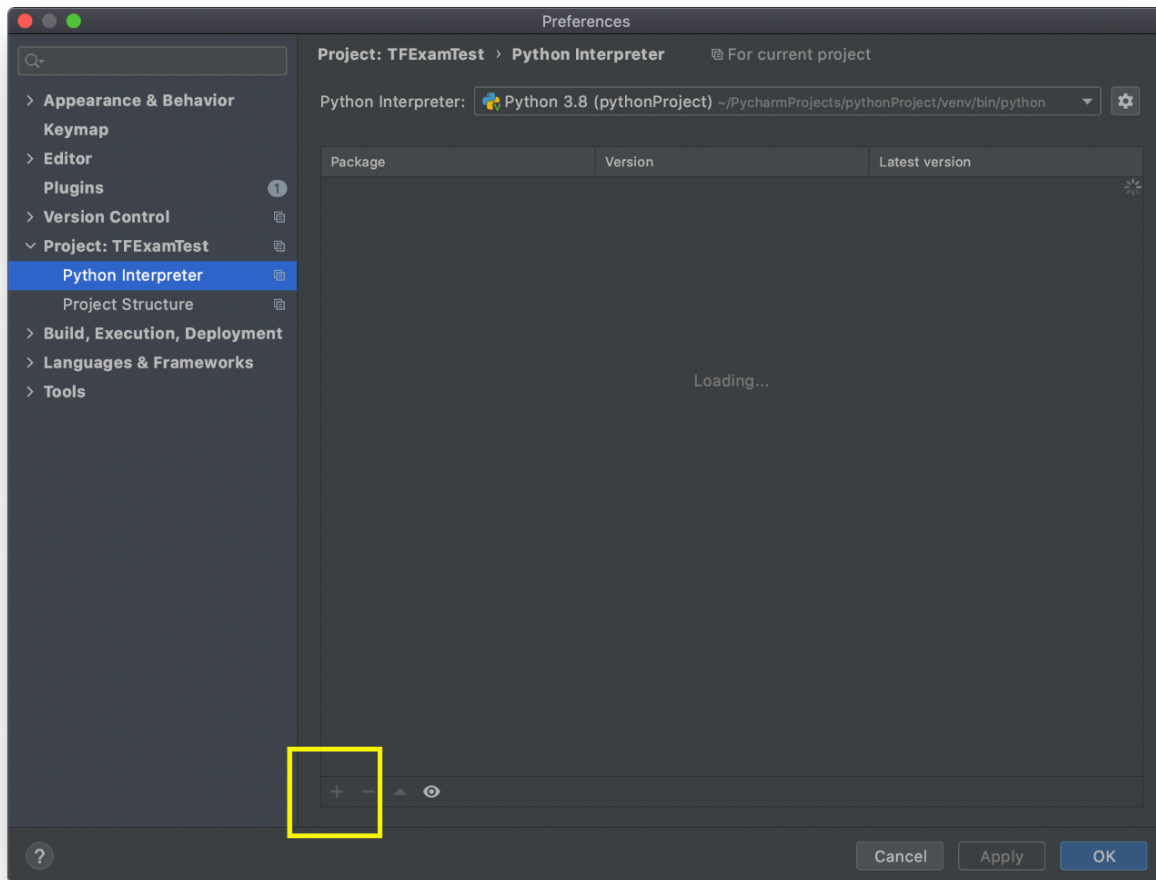 Preferences
Project: TFExamTest › Python Interpreter For current project
Python Interpreter: Python 3.8 (pythonProject) ~/PycharmProjects/pythonProject/venv/bin/python
Appearance & Behavior
Keymap
Editor
Plugins 1
Version Control
Project: TFExamTest
Python Interpreter
Project Structure
Build, Execution, Deployment
Languages & Frameworks
Tools
Package Version Latest version
Loading...
+ −
? Cancel Apply OK